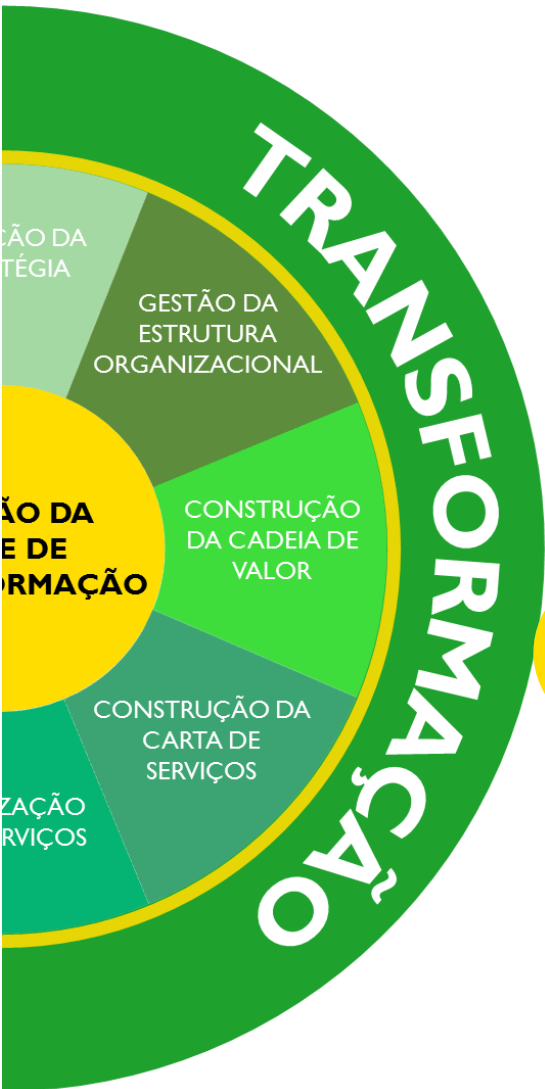 TRANSFORMAÇÃO
ÇÃO DA
TÉGIA
GESTÃO DA
ESTRUTURA
ORGANIZACIONAL
CONSTRUÇÃO
DA CADEIA DE
VALOR
ÃO DA
E DE
ORMAÇÃO
CONSTRUÇÃO DA
CARTA DE
SERVIÇOS
ZAÇÃO
RVIÇOS